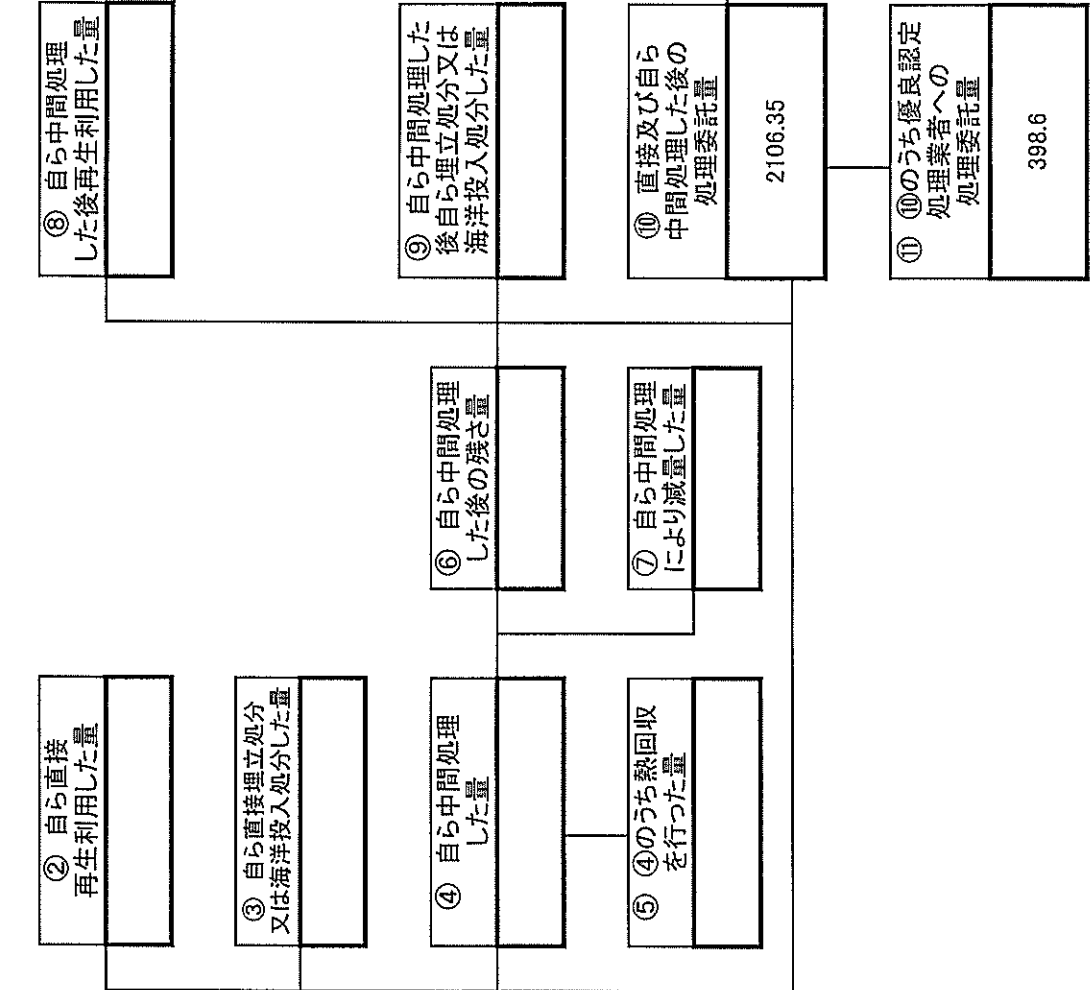 ② 自ら直接
再生利用した量
③ 自ら直接埋立処分
又は海洋投入処分した量
④ 自ら中間処理
した量
⑤ ④のうち熱回収
を行った量
⑥ 自ら中間処理
した後の残さ量
⑦ 自ら中間処理
により減量した量
⑧ 自ら中間処理
した後再生利用した量
⑨ 自ら中間処理した
後自ら埋立処分又は
海洋投入処分した量
⑩ 直接及び自ら
中間処理した後の
処理委託量
2106.35
⑪ ⑩のうち優良認定
処理業者への
処理委託量
398.6